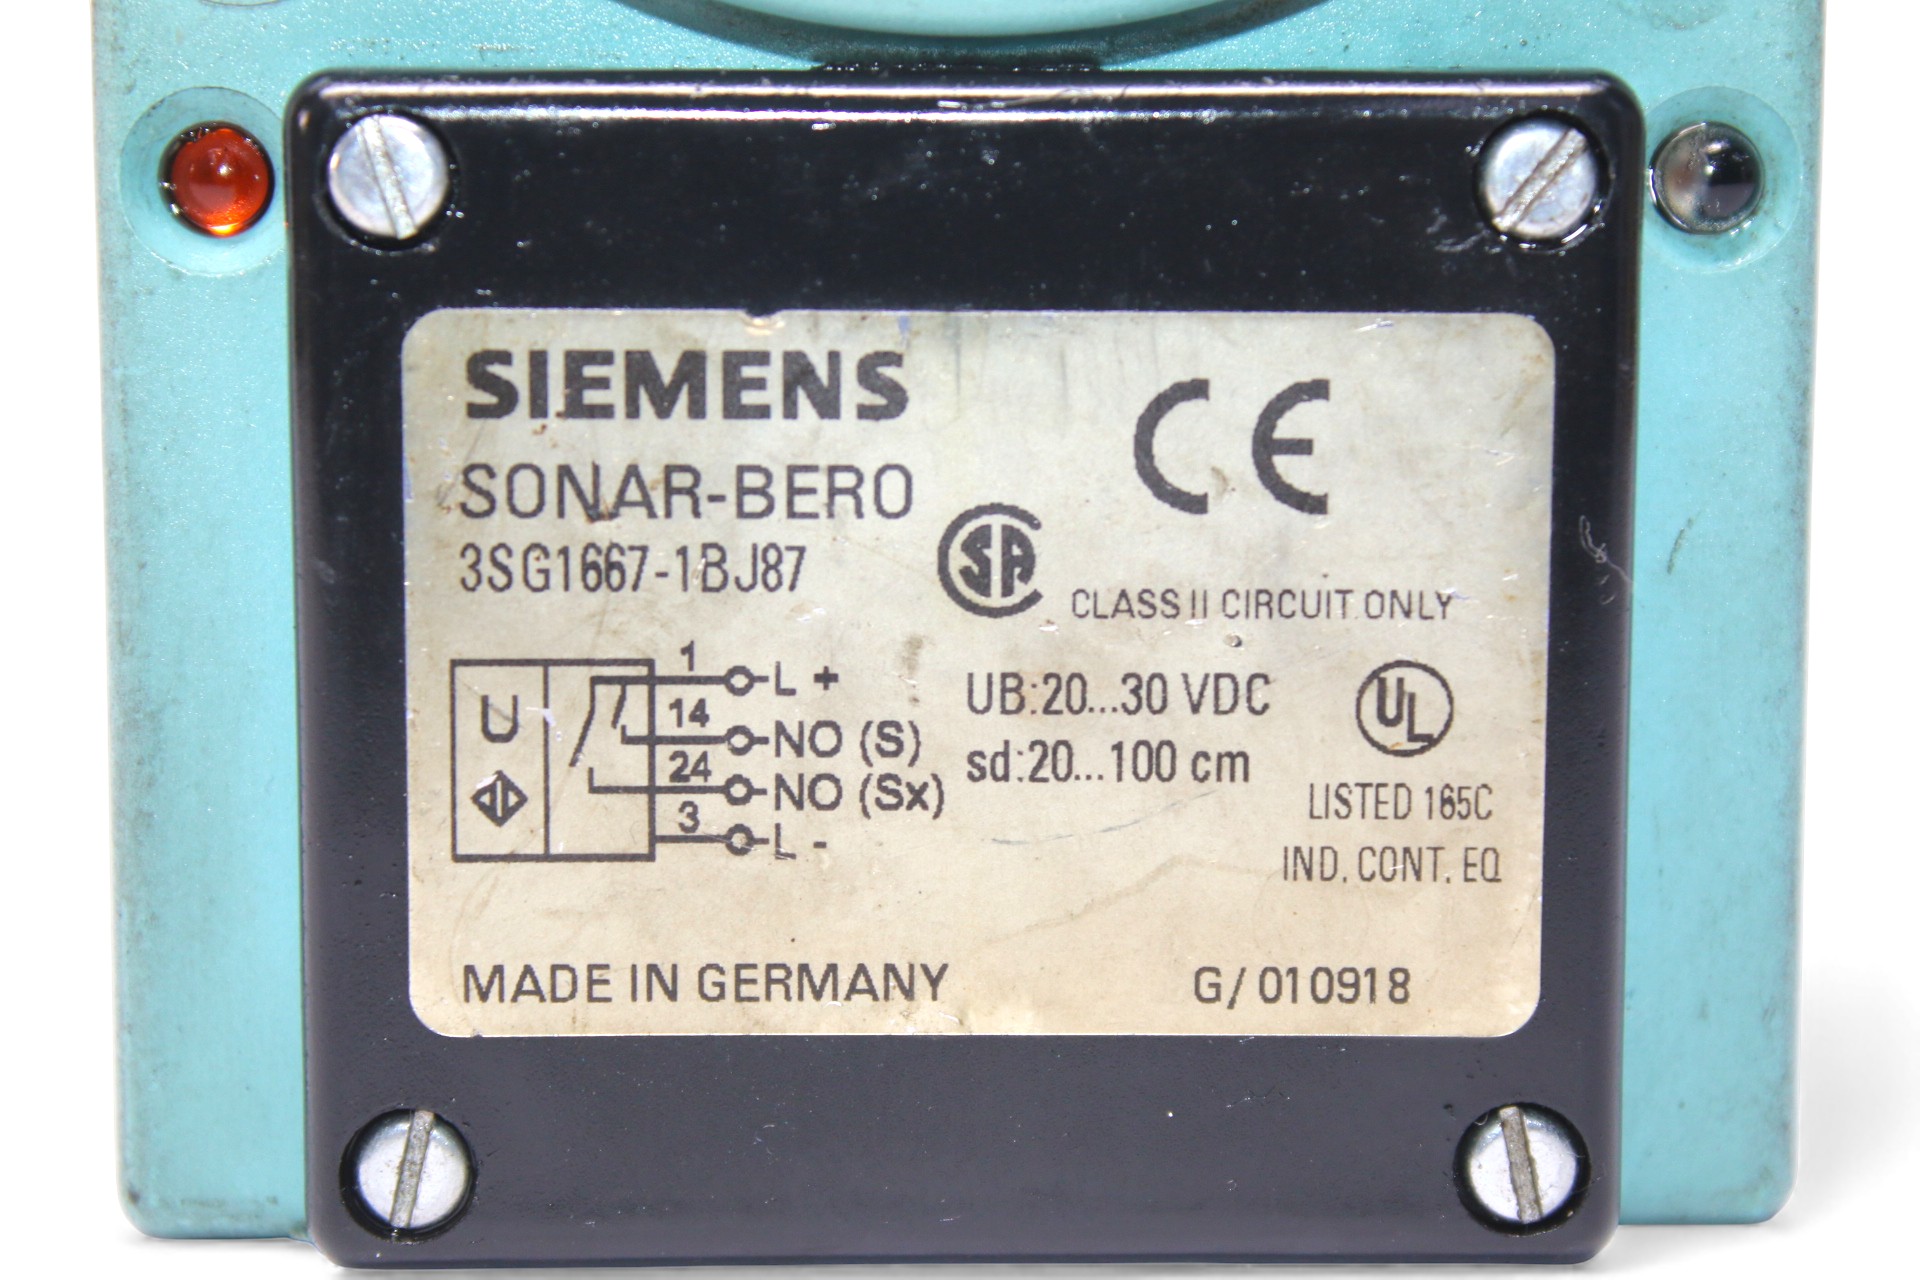 SIEMENS
CE
SONAR-BERO
3SG1667-1BJ87
SA
CLASS II CIRCUIT ONLY
U
1
L +
14
NO (S)
24
NO (Sx)
3
L -
UB:20...30 VDC
sd:20...100 cm
UL
LISTED 165C
IND. CONT. EQ
MADE IN GERMANY
G/010918